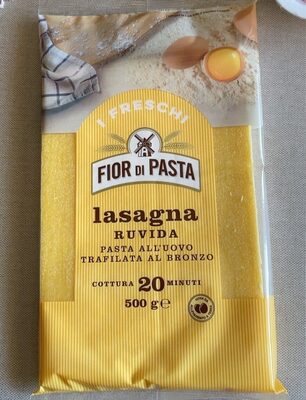 I FRESCHI
FIOR DI PASTA
lasagna
RUVIDA
PASTA ALL'UOVO
TRAFILATA AL BRONZO
COTTURA 20 MINUTI
500 g e